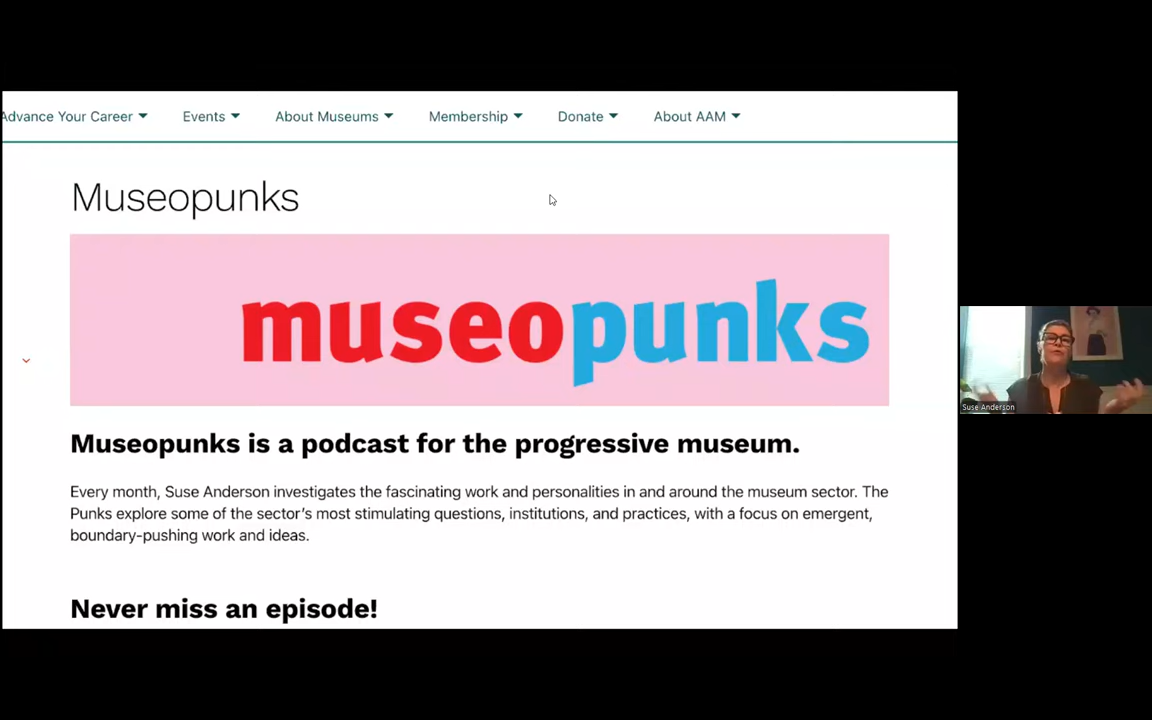 Advance Your Career Events About Museums Membership Donate About AAM
Museopunks
museopunks
Museopunks is a podcast for the progressive museum.
Every month, Suse Anderson investigates the fascinating work and personalities in and around the museum sector. The
Punks explore some of the sector's most stimulating questions, institutions, and practices, with a focus on emergent,
boundary-pushing work and ideas.
Never miss an episode!
Suse Anderson